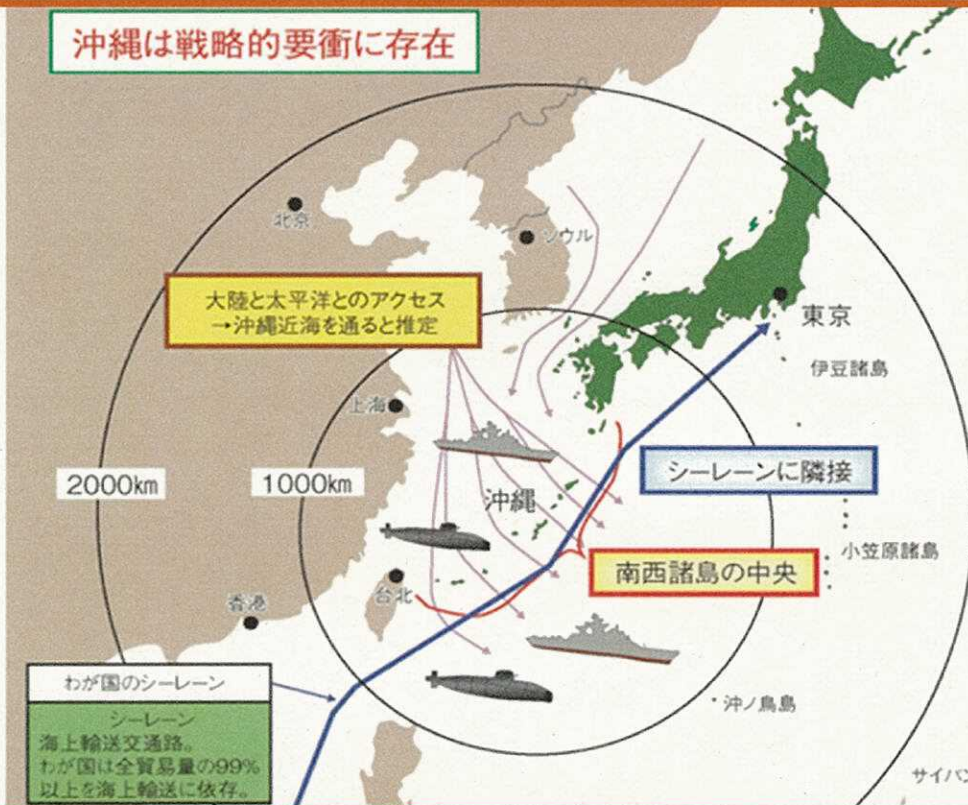 沖縄は戦略的要衝に存在
北京
ソウル
大陸と太平洋とのアクセス
→沖縄近海を通ると推定
東京
伊豆諸島
上海
2000㎞
1000㎞
シーレーンに隣接
沖縄
小笠原諸島
南西諸島の中央
台北
香港
わが国のシーレーン
シーレーン
海上輸送交通路。
わが国は全貿易量の99%
以上を海上輸送に依存。
沖ノ鳥島
サイパン